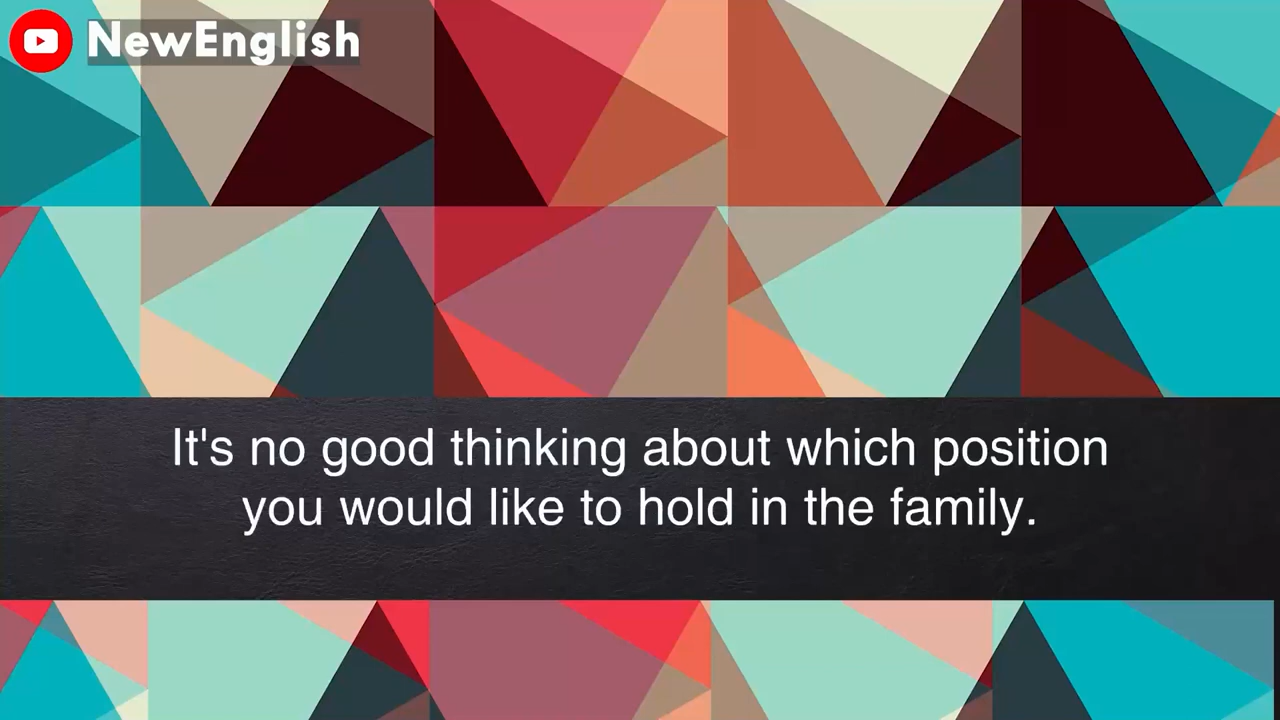 NewEnglish
It's no good thinking about which position
you would like to hold in the family.